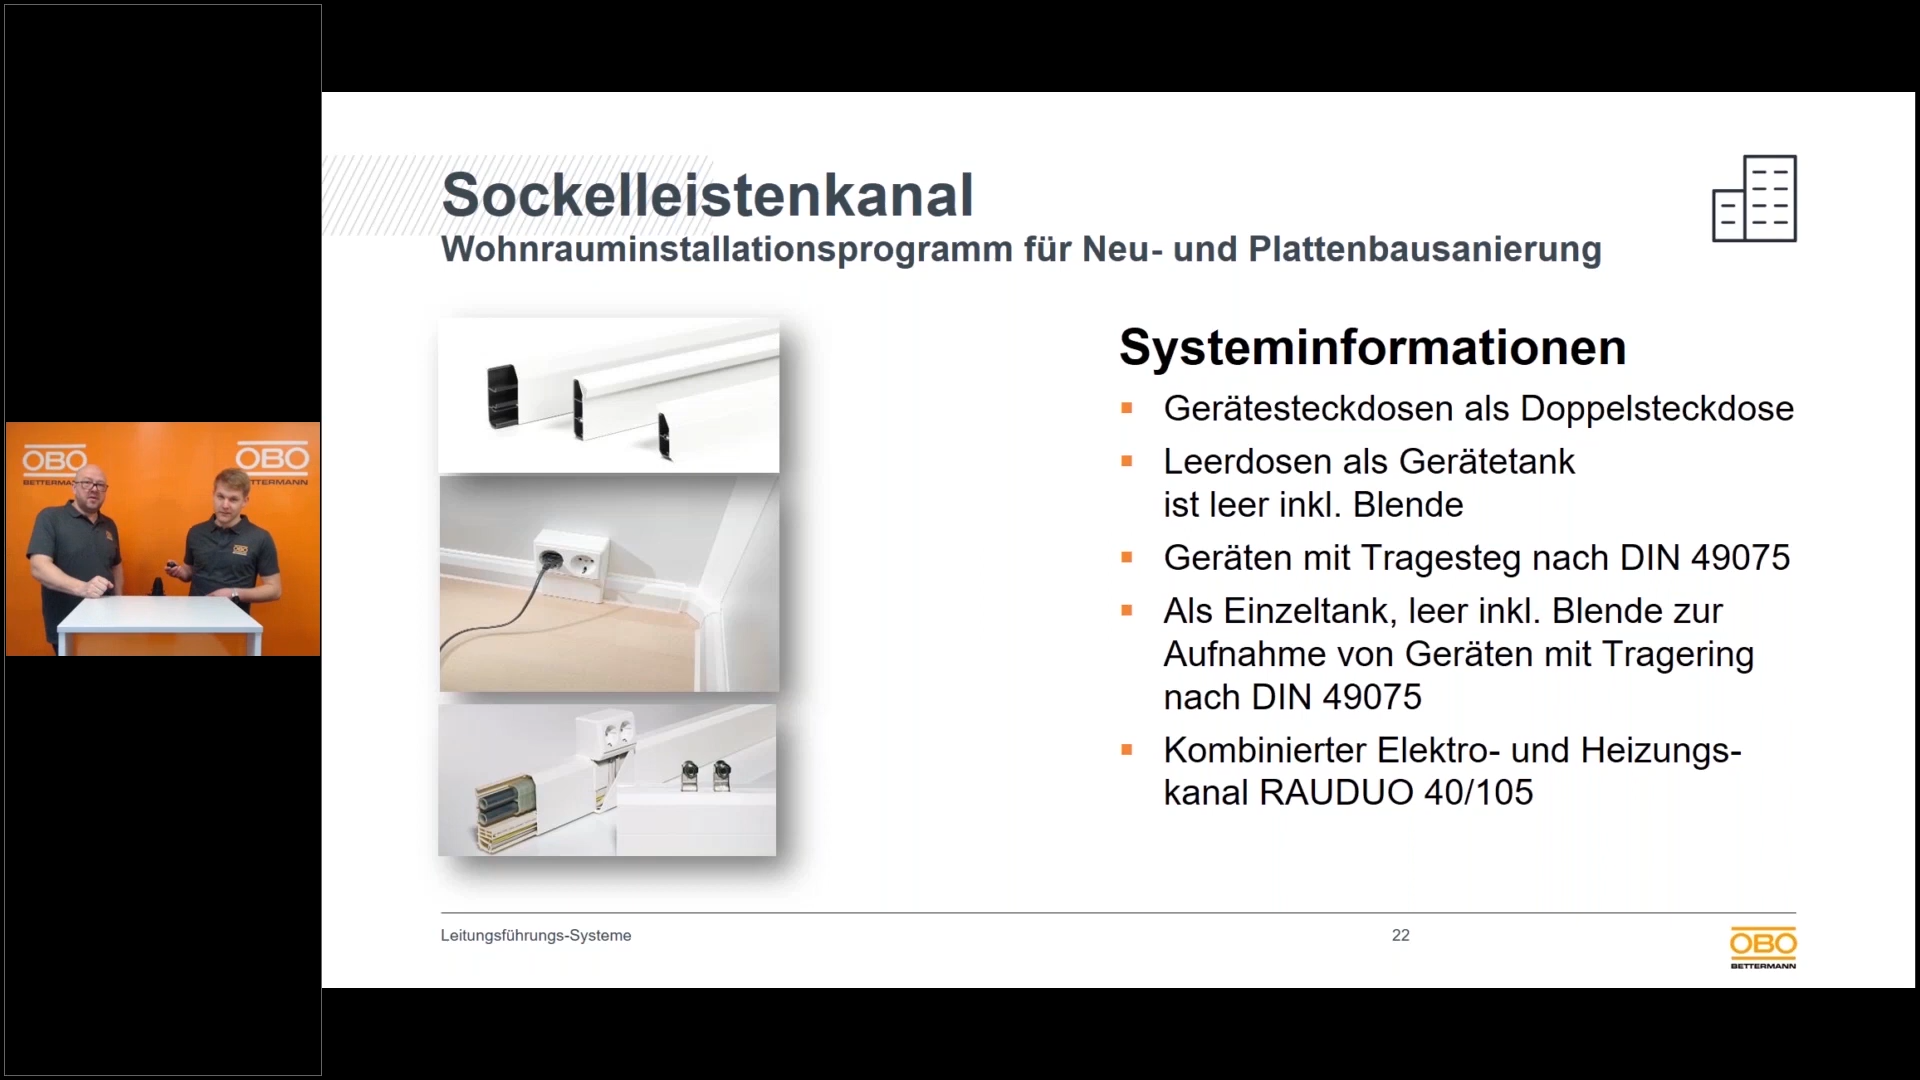 Sockelleistenkanal
Wohnrauminstallationsprogramm für Neu- und Plattenbausanierung
Systeminformationen
Gerätesteckdosen als Doppelsteckdose
Leerdosen als Gerätetank
ist leer inkl. Blende
Geräten mit Tragesteg nach DIN 49075
Als Einzeltank, leer inkl. Blende zur
Aufnahme von Geräten mit Tragering
nach DIN 49075
Kombinierter Elektro- und Heizungs-
kanal RAUDUO 40/105
Leitungsführungs-Systeme
22
OBO
BETTERMANN
OBO
OBO
OBO